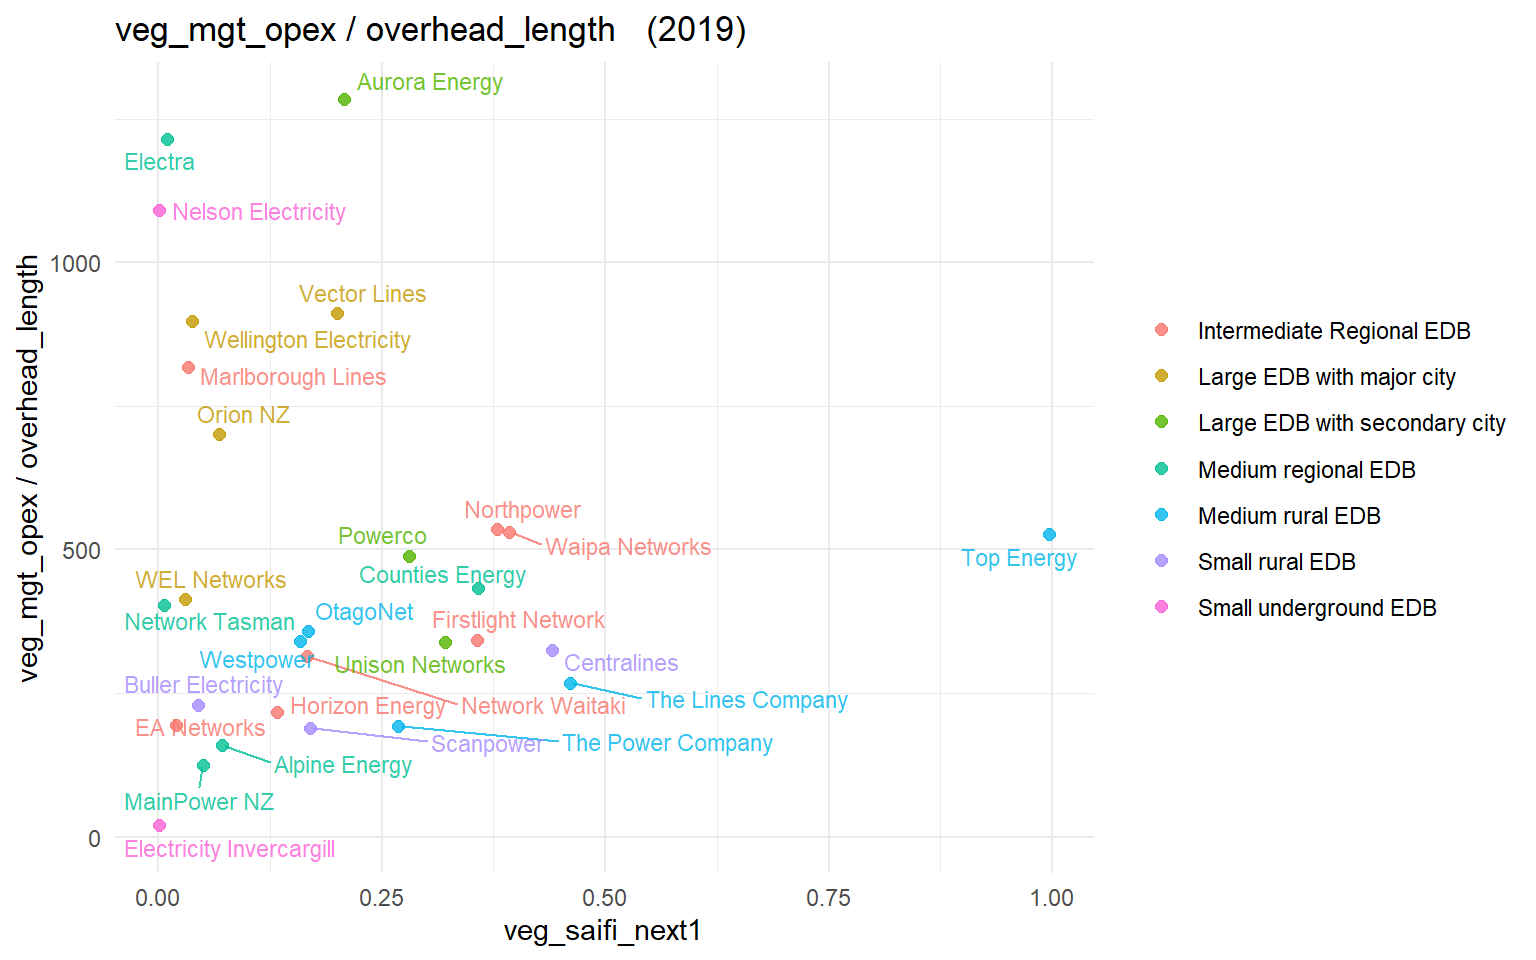 veg_mgt_opex / overhead_length (2019)
Aurora Energy
Electra
Nelson Electricity
1000
Vector Lines
Wellington Electricity
Marlborough Lines
Orion NZ
Northpower
Powerco
Waipa Networks
500
Top Energy
Counties Energy
WEL Networks
OtagoNet
Network Tasman
Firstlight Network
Westpower
Unison Networks
Centralines
Buller Electricity
The Lines Company
Horizon Energy
Network Waitaki
EA Networks
Scanpower
The Power Company
Alpine Energy
MainPower NZ
0
Electricity Invercargill
0.00
0.25
0.50
0.75
1.00
veg_saifi_next1
veg_mgt_opex / overhead_length
Intermediate Regional EDB
Large EDB with major city
Large EDB with secondary city
Medium regional EDB
Medium rural EDB
Small rural EDB
Small underground EDB